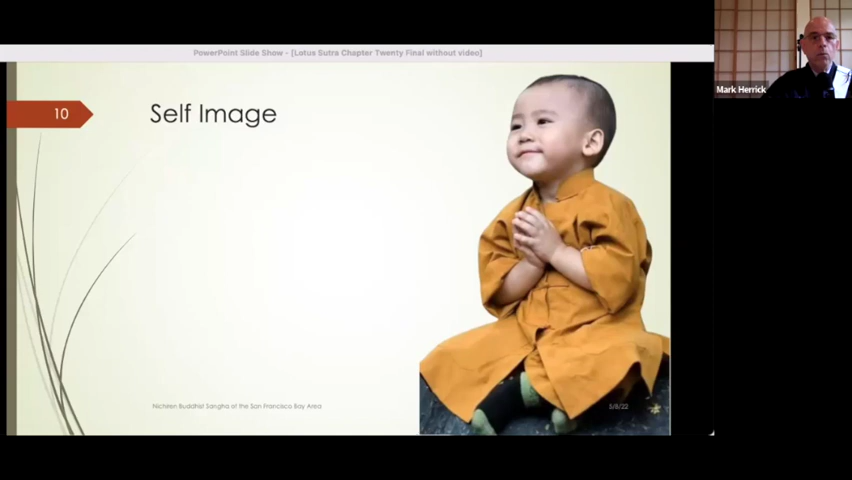 PowerPoint Slide Show - [Lotus Sutra Chapter Twenty Final without video]
Mark Herrick
10
Self Image
Nichiren Buddhist Sangha of the San Francisco Bay Area
5/8/22